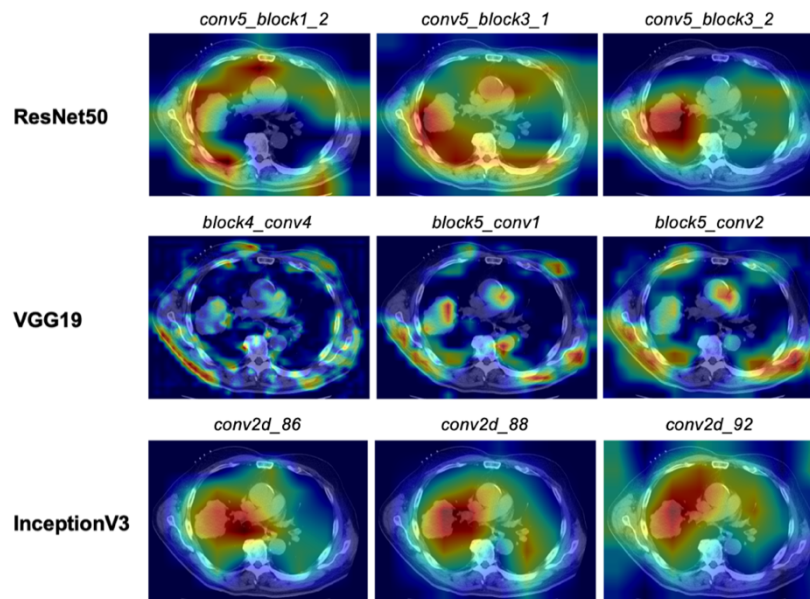 conv5_block1_2 conv5_block3_1 conv5_block3_2
ResNet50
block4_conv4 block5_conv1 block5_conv2
VGG19
conv2d_86 conv2d_88 conv2d_92
InceptionV3